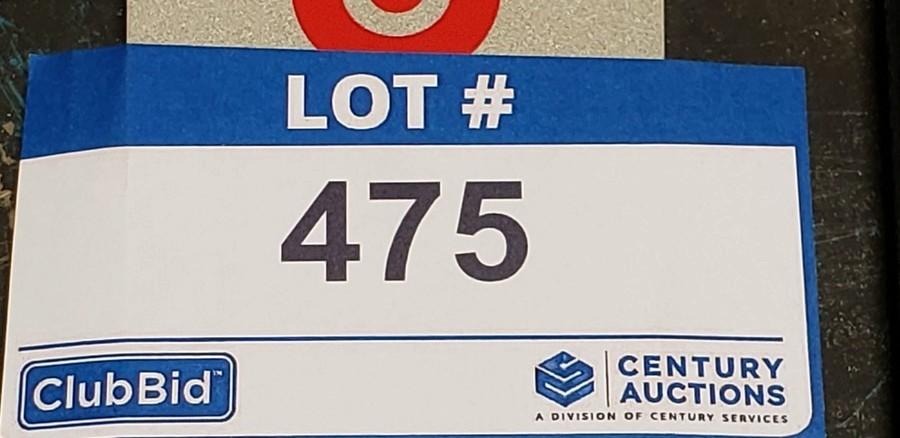 LOT #
475
ClubBid™
CENTURY
AUCTIONS
A DIVISION OF CENTURY SERVICES